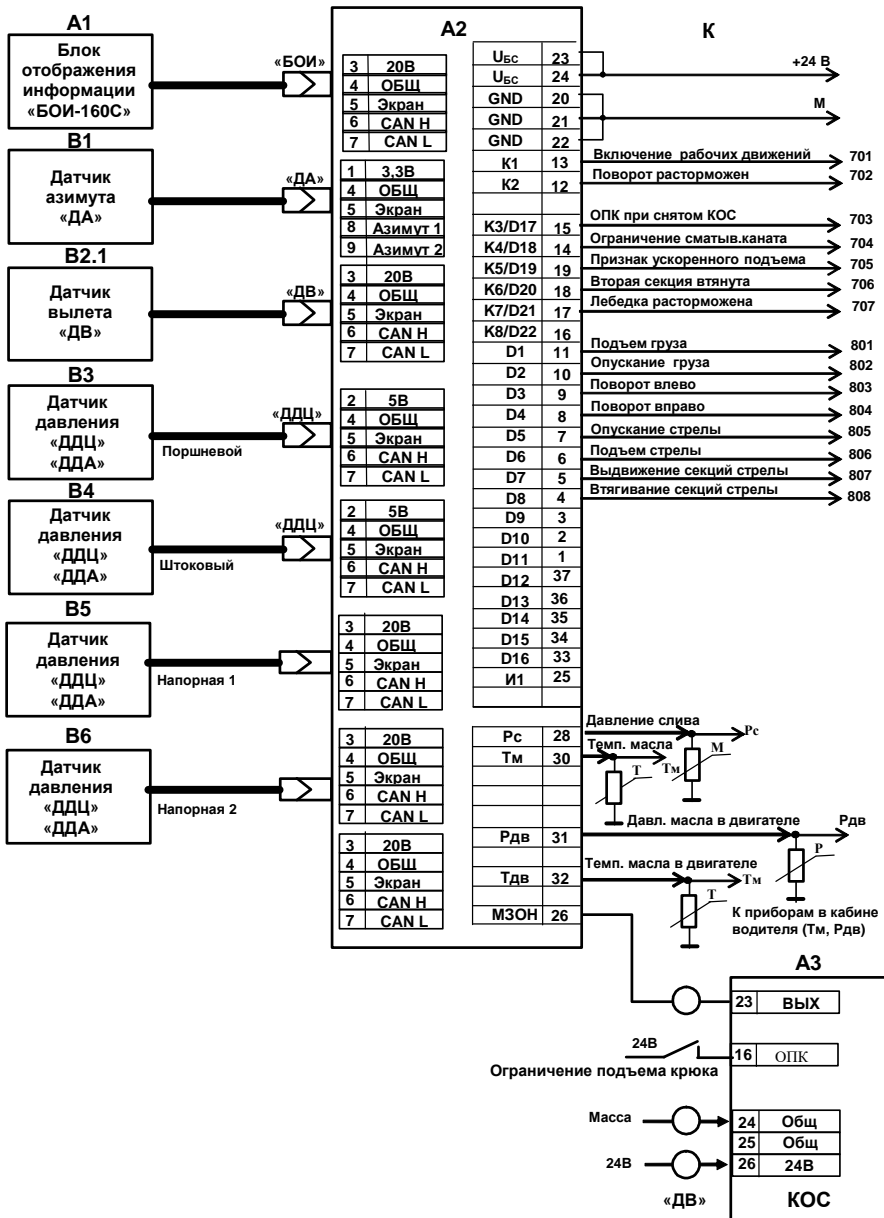 А1
Блок
отображения
информации
«БОИ-160С»
«БОИ»
В1
Датчик
азимута
«ДА»
«ДА»
В2.1
Датчик
вылета
«ДВ»
«ДВ»
В3
Датчик
давления
«ДДЦ»
«ДДА»
Поршневой
«ДДЦ»
В4
Датчик
давления
«ДДЦ»
«ДДА»
Штоковый
«ДДЦ»
В5
Датчик
давления
«ДДЦ»
«ДДА»
Напорная 1
В6
Датчик
давления
«ДДЦ»
«ДДА»
Напорная 2
А2
3 20В
4 ОБЩ
5 Экран
6 CAN H
7 CAN L
1 3,3В
4 ОБЩ
5 Экран
8 Азимут 1
9 Азимут 2
3 20В
4 ОБЩ
5 Экран
6 CAN H
7 CAN L
2 5В
4 ОБЩ
5 Экран
6 CAN H
7 CAN L
2 5В
4 ОБЩ
5 Экран
6 CAN H
7 CAN L
3 20В
4 ОБЩ
5 Экран
6 CAN H
7 CAN L
3 20В
4 ОБЩ
5 Экран
6 CAN H
7 CAN L
3 20В
4 ОБЩ
5 Экран
6 CAN H
7 CAN L
К
UБС 23
UБС 24
+24 В
GND 20
М
GND 21
GND 22
К1 13 Включение рабочих движений 701
К2 12 Поворот расторможен 702
К3/D17 15 ОПК при снятом КОС 703
К4/D18 14 Ограничение сматыв.каната 704
К5/D19 19 Признак ускоренного подъема 705
К6/D20 18 Вторая секция втянута 706
К7/D21 17 Лебедка расторможена 707
К8/D22 16
D1 11 Подъем груза 801
D2 10 Опускание груза 802
D3 9 Поворот влево 803
D4 8 Поворот вправо 804
D5 7 Опускание стрелы 805
D6 6 Подъем стрелы 806
D7 5 Выдвижение секций стрелы 807
D8 4 Втягивание секций стрелы 808
D9 3
D10 2
D11 1
D12 37
D13 36
D14 35
D15 34
D16 33
И1 25
Рс 28 Давление слива Рс
М
Тм 30 Темп. масла Тм
Т
Рдв 31 Давл. масла в двигателе Рдв
Р
Тдв 32 Темп. масла в двигателе Тм
Т
МЗОН 26
К приборам в кабине
водителя (Тм, Рдв)
А3
23 ВЫХ
24В
16 ОПК
Ограничение подъема крюка
Масса
24 Общ
25 Общ
24В
26 24В
«ДВ»
КОС